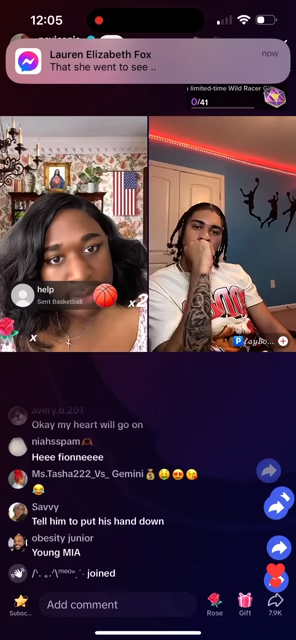 12:05
Lauren Elizabeth Fox
now
That she went to see ..
limited-time Wild Racer G
0/41
help
Sent Basketball
x2
x
avery.b.201
Okay my heart will go on
niahsspam🫶🏾
Heee fionneeee
Ms.Tasha222_Vs_ Gemini💰🤑😍😘
😂
Savvy
Tell him to put his hand down
obesity junior
Young MIA
joined
Subsc...
Add comment
Rose
Gift
7.9K